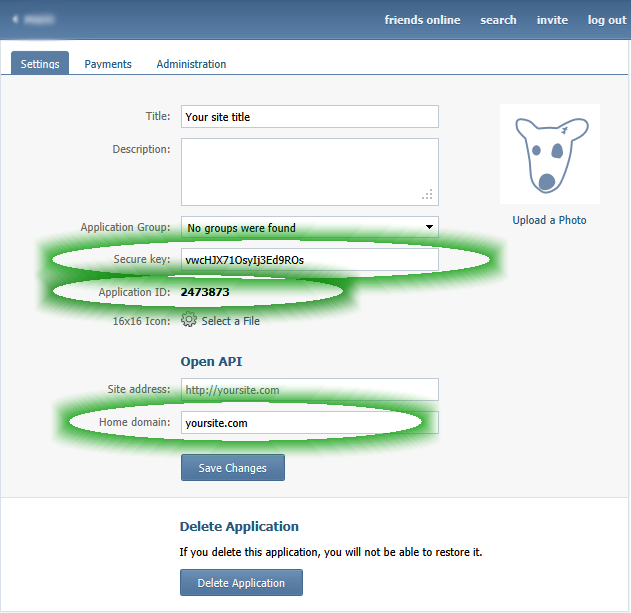 friends online search invite log out
Settings Payments Administration
Title: Your site title
Description:
Upload a Photo
Application Group: No groups were found
Secure key: vwcHJX71OsyIj3Ed9ROs
Application ID: 2473873
16x16 Icon: Select a File
Open API
Site address: http://yoursite.com
Home domain: yoursite.com
Save Changes
Delete Application
If you delete this application, you will not be able to restore it.
Delete Application